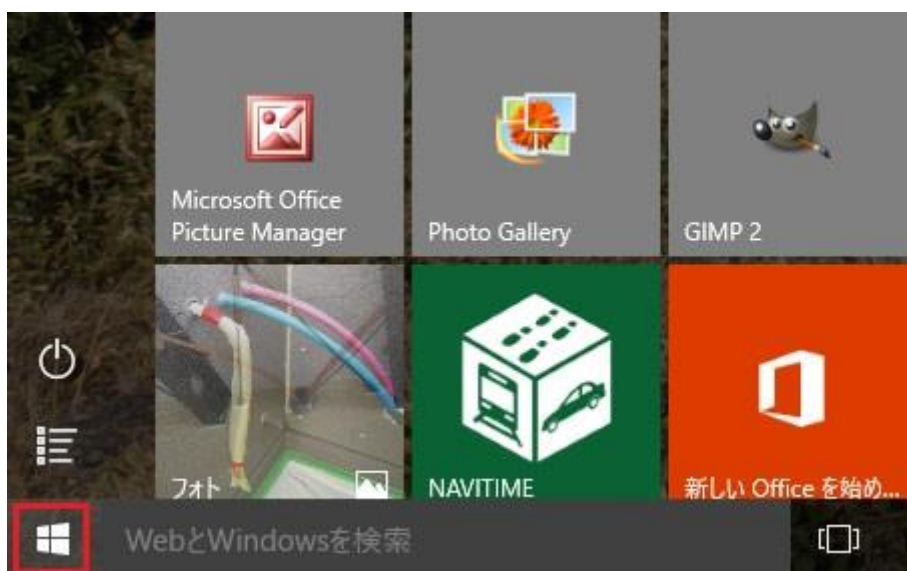 Microsoft Office
Picture Manager
Photo Gallery
GIMP 2
フォト
NAVITIME
新しい Office を始め...
WebとWindowsを検索